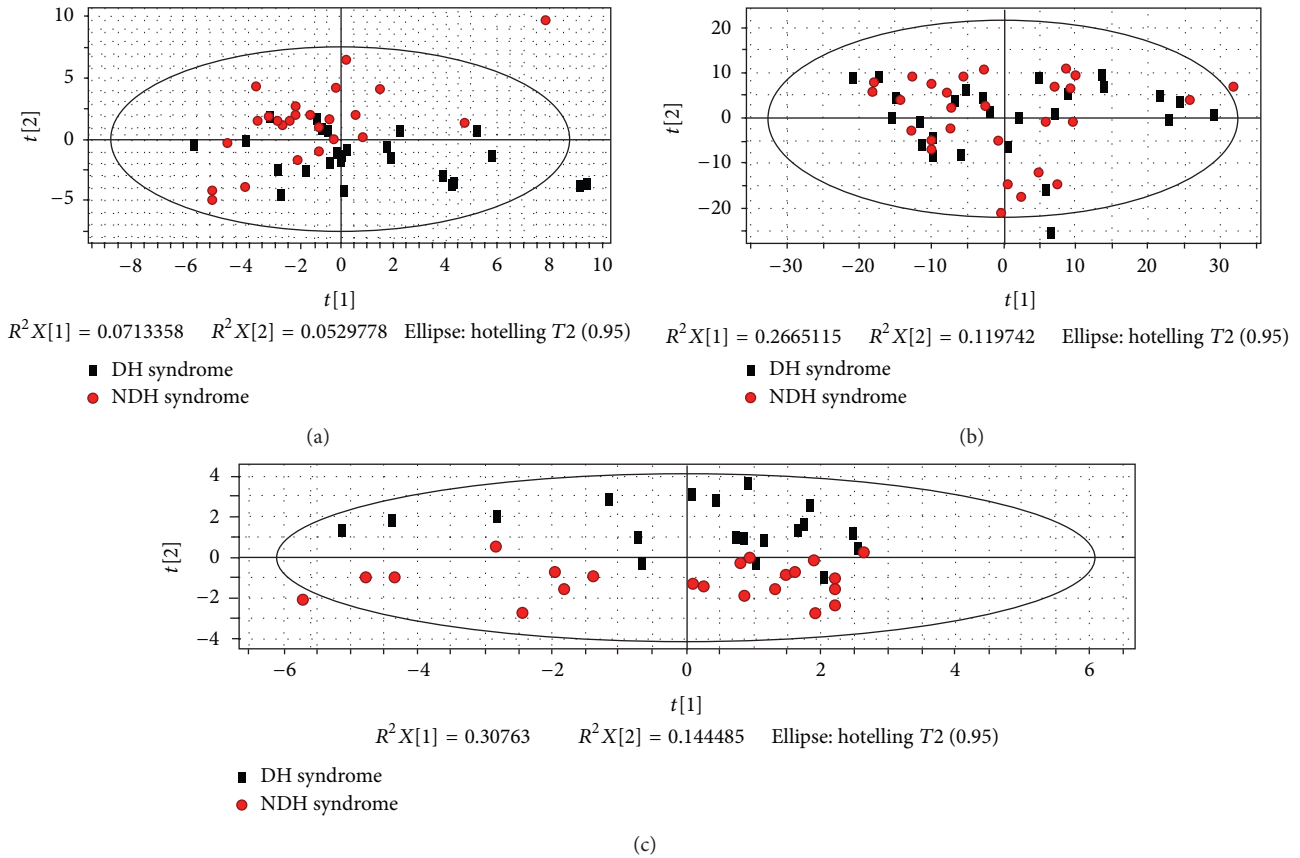 10
5
0
−5
t[2]
−8 −6 −4 −2 0 2 4 6 8 10
t[1]
R²X[1] = 0.0713358 R²X[2] = 0.0529778 Ellipse: hotelling T2 (0.95)
DH syndrome
NDH syndrome
(a)
20
10
0
−10
−20
t[2]
−30 −20 −10 0 10 20 30
t[1]
R²X[1] = 0.2665115 R²X[2] = 0.119742 Ellipse: hotelling T2 (0.95)
DH syndrome
NDH syndrome
(b)
4
2
0
−2
−4
t[2]
−6 −4 −2 0 2 4 6
t[1]
R²X[1] = 0.30763 R²X[2] = 0.144485 Ellipse: hotelling T2 (0.95)
DH syndrome
NDH syndrome
(c)